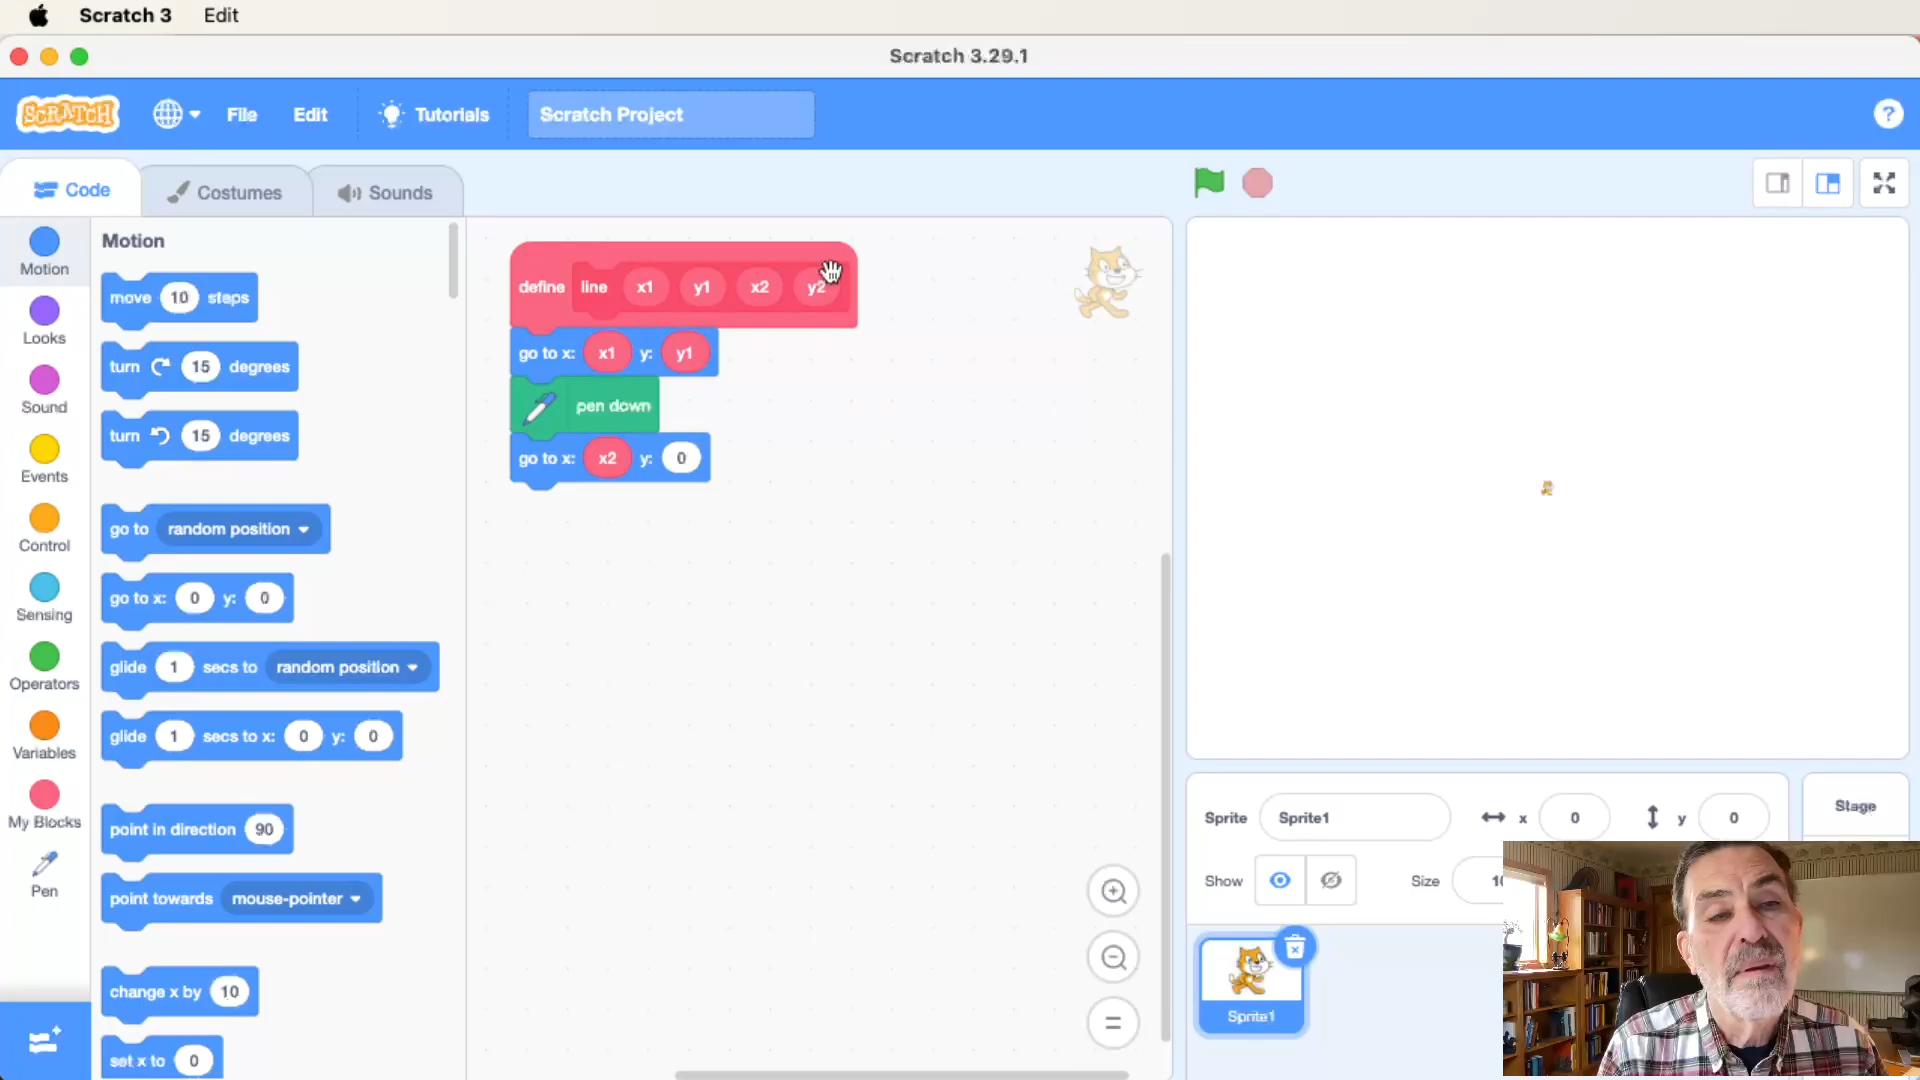 Scratch 3 Edit
Scratch 3.29.1
SCRATCH File Edit Tutorials Scratch Project ?
Code Costumes Sounds
Motion
Looks
Sound
Events
Control
Sensing
Operators
Variables
My Blocks
Pen
Motion
move 10 steps
turn 15 degrees
turn 15 degrees
go to random position
go to x: 0 y: 0
glide 1 secs to random position
glide 1 secs to x: 0 y: 0
point in direction 90
point towards mouse-pointer
change x by 10
set x to 0
define line x1 y1 x2 y2
go to x: x1 y: y1
pen down
go to x: x2 y: 0
Sprite Sprite1 x 0 y 0
Show Size
Sprite1
Stage